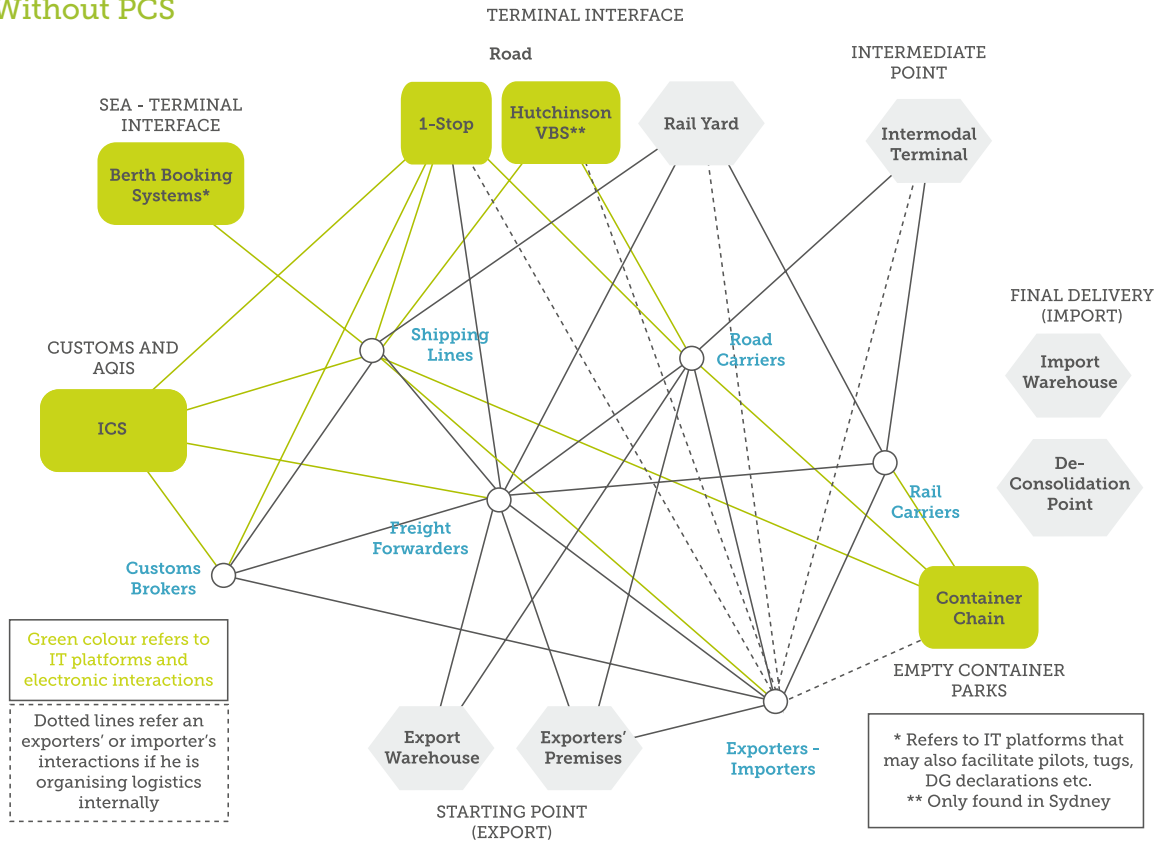 Without PCS
TERMINAL INTERFACE
Road
INTERMEDIATE
POINT
SEA - TERMINAL
INTERFACE
1-Stop
Hutchinson
VBS**
Rail Yard
Intermodal
Terminal
Berth Booking
Systems*
FINAL DELIVERY
(IMPORT)
Shipping
Lines
Road
Carriers
CUSTOMS AND
AQIS
Import
Warehouse
ICS
De-
Consolidation
Point
Rail
Carriers
Freight
Forwarders
Customs
Brokers
Container
Chain
Green colour refers to
IT platforms and
electronic interactions
EMPTY CONTAINER
PARKS
Dotted lines refer an
exporters’ or importer’s
interactions if he is
organising logistics
internally
Export
Warehouse
Exporters’
Premises
Exporters -
Importers
* Refers to IT platforms that
may also facilitate pilots, tugs,
DG declarations etc.
** Only found in Sydney
STARTING POINT
(EXPORT)